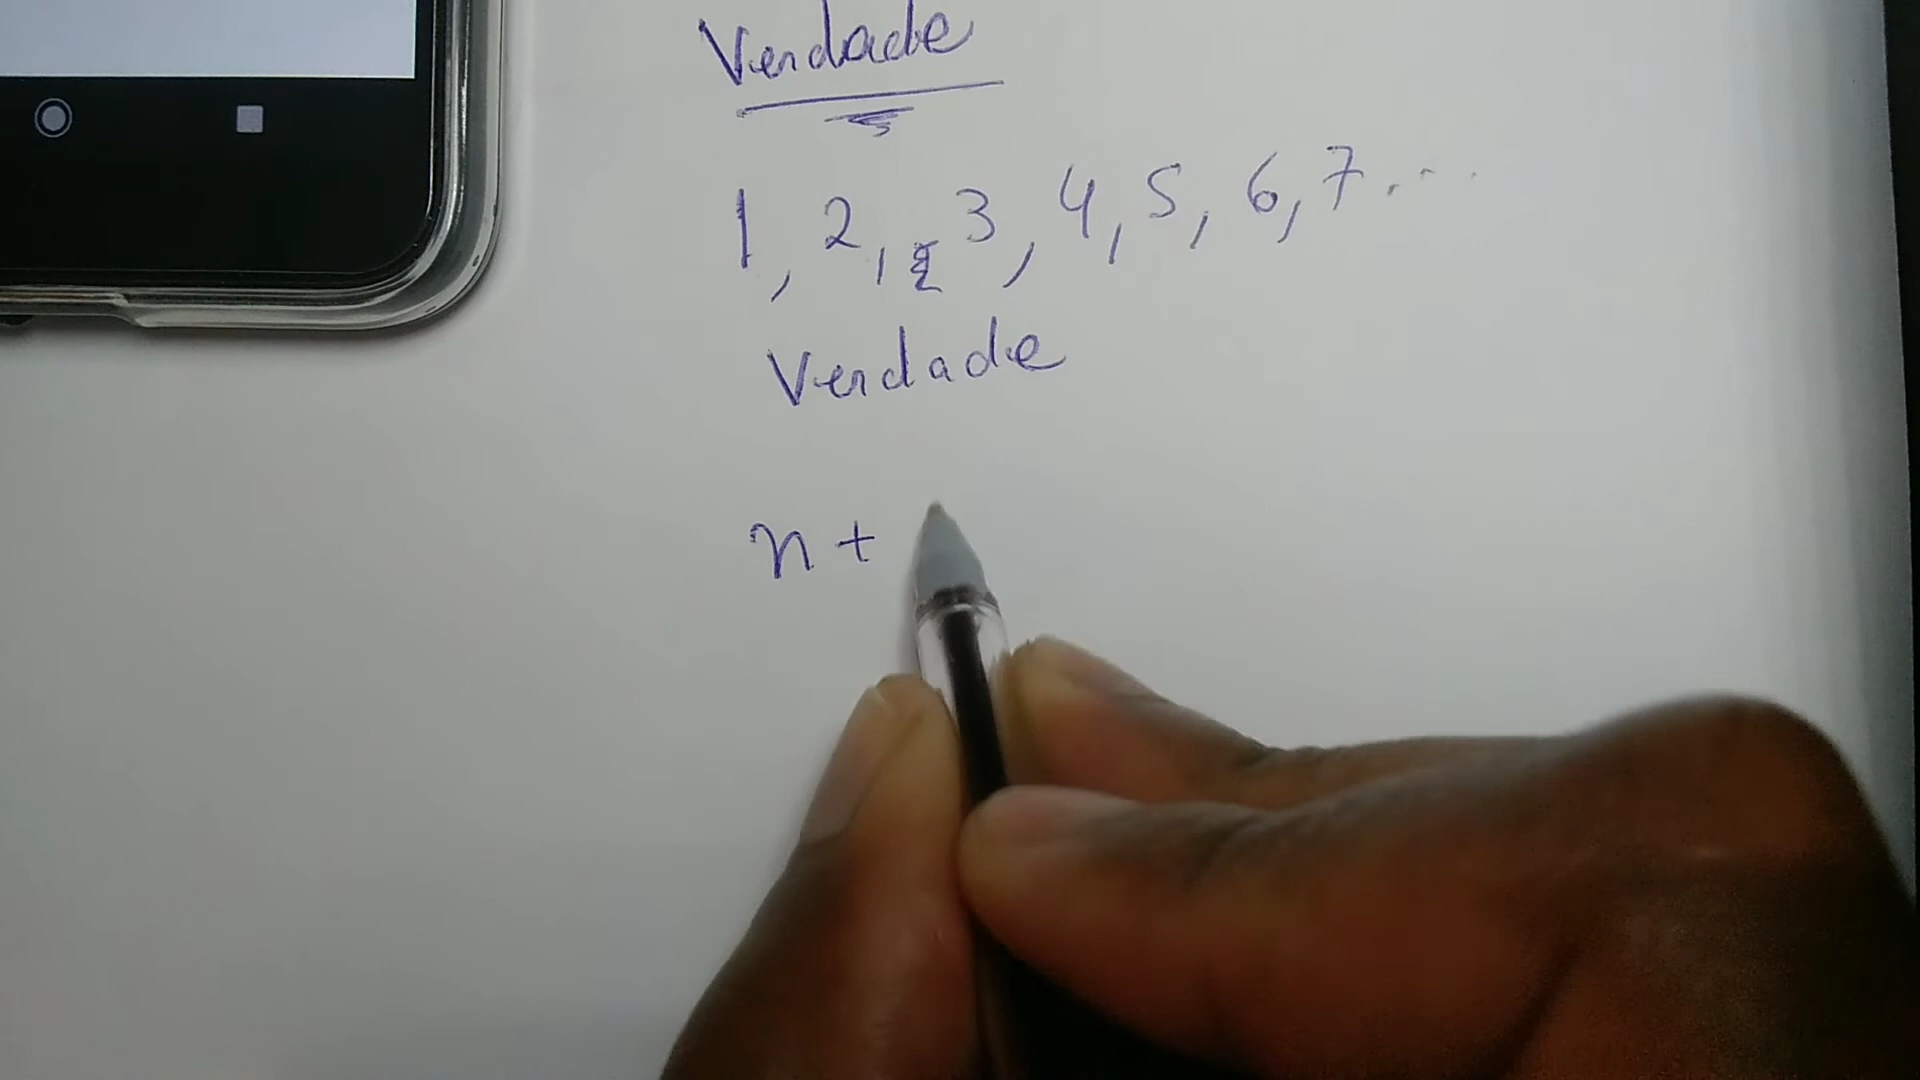 Verdade
1, 2, 3, 4, 5, 6, 7....
Verdade
n +